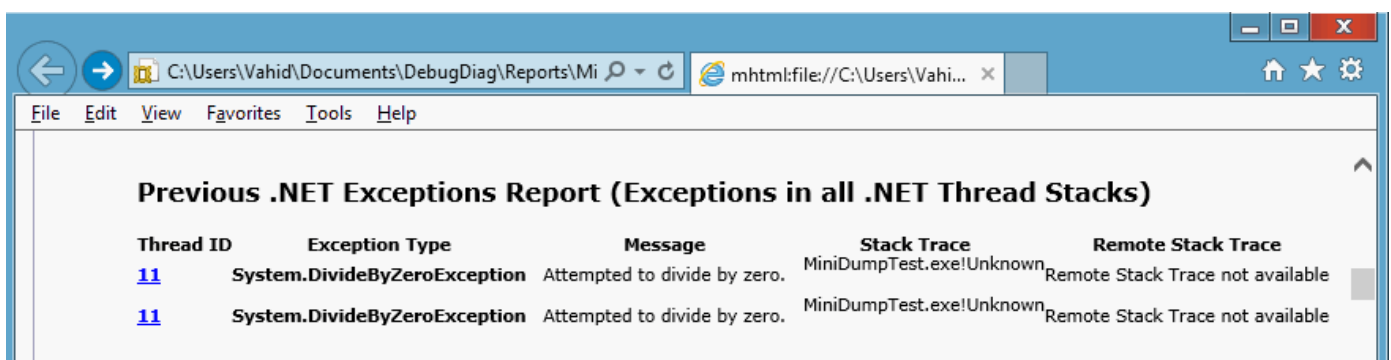 C:\Users\Vahid\Documents\DebugDiag\Reports\Mi
mhtml:file://C:\Users\Vahi...
File Edit View Favorites Tools Help
Previous .NET Exceptions Report (Exceptions in all .NET Thread Stacks)
Thread ID Exception Type Message Stack Trace Remote Stack Trace
11 System.DivideByZeroException Attempted to divide by zero. MiniDumpTest.exe!Unknown Remote Stack Trace not available
11 System.DivideByZeroException Attempted to divide by zero. MiniDumpTest.exe!Unknown Remote Stack Trace not available